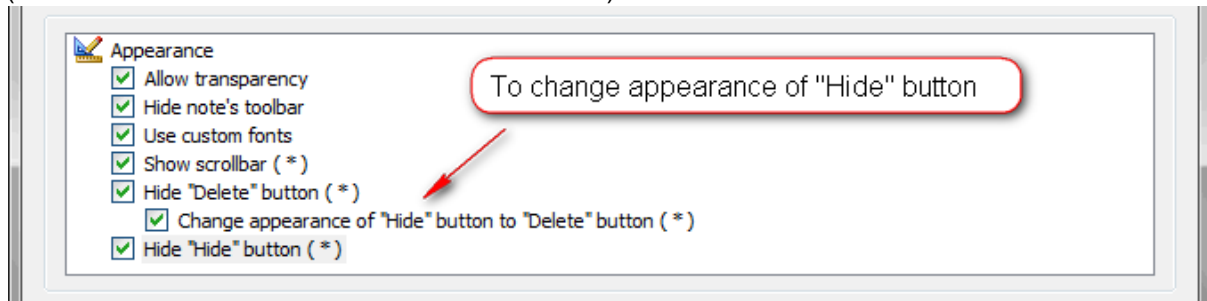 Appearance
Allow transparency
To change appearance of "Hide" button
Hide note's toolbar
Use custom fonts
Show scrollbar ( * )
Hide "Delete" button ( * )
Change appearance of "Hide" button to "Delete" button ( * )
Hide "Hide" button ( * )